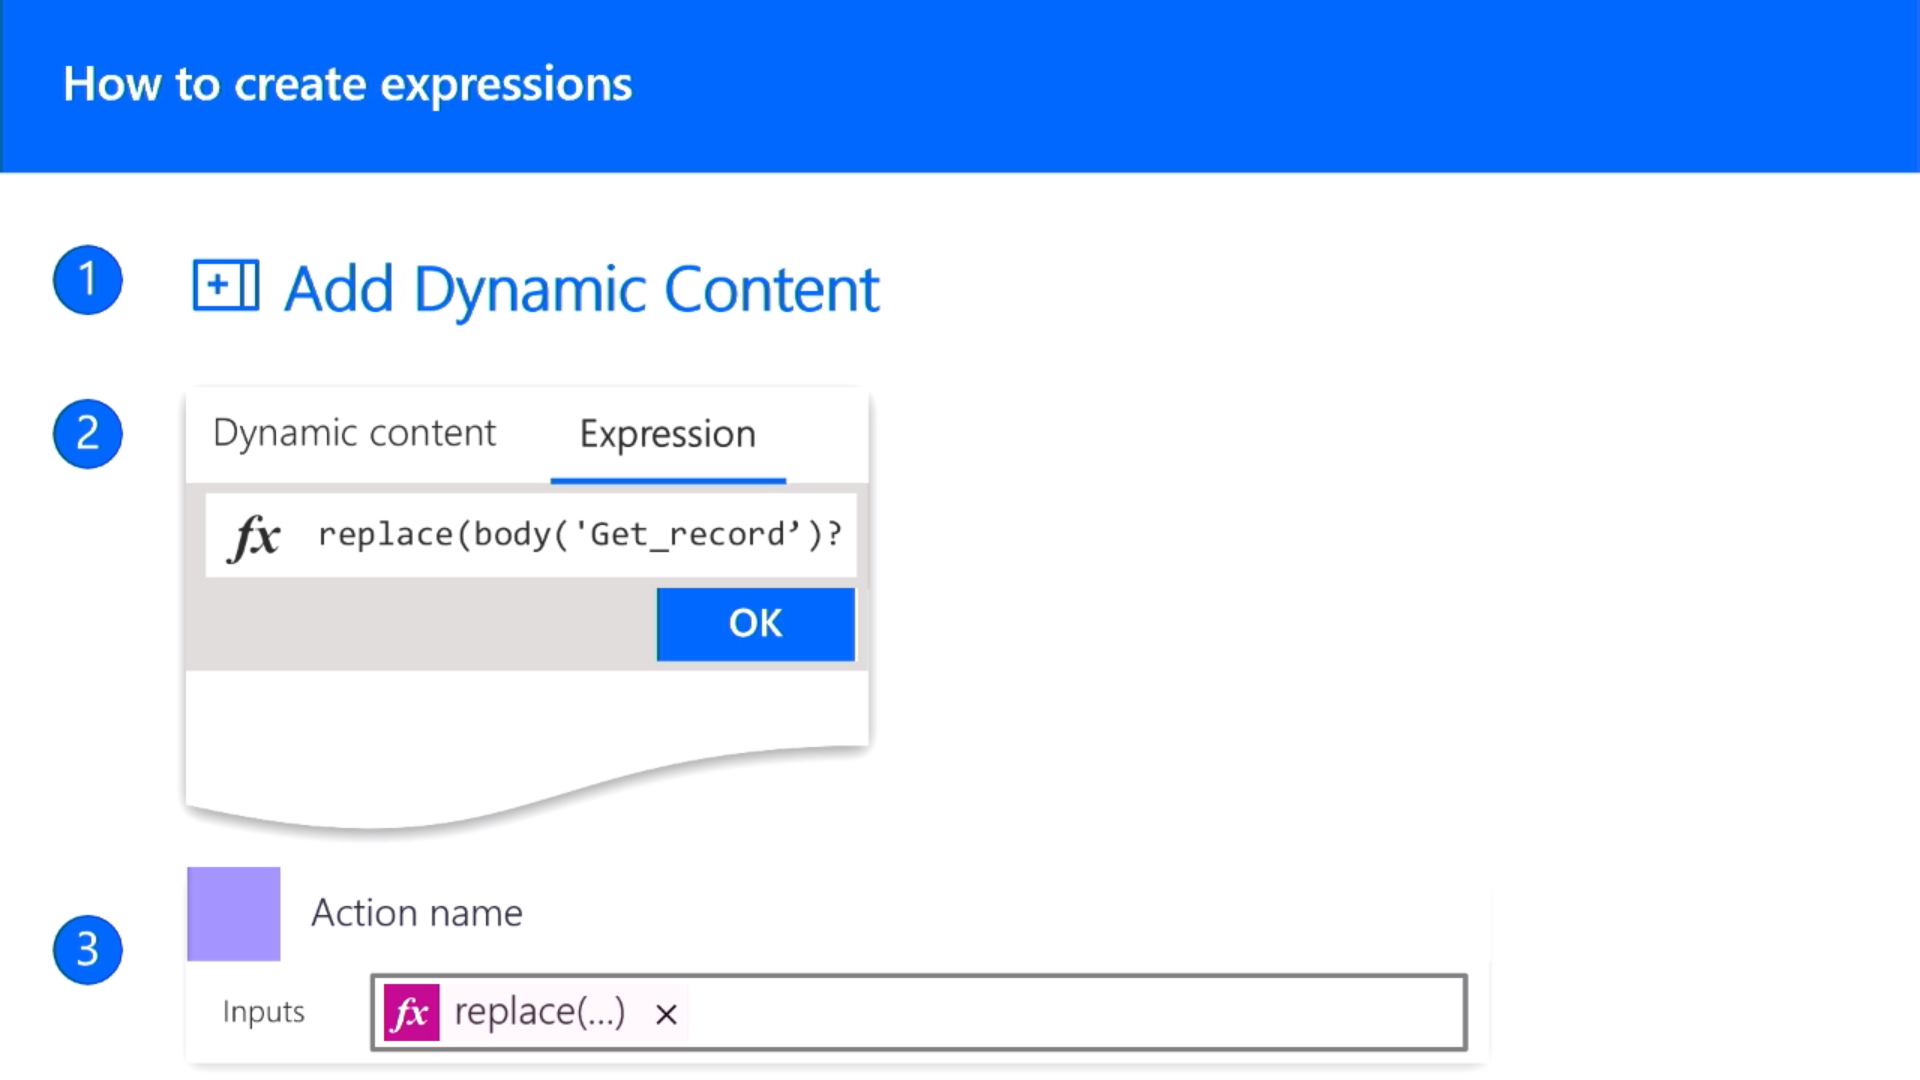 How to create expressions
1
Add Dynamic Content
2
Dynamic content Expression
fx replace(body('Get_record’)?
OK
3
Action name
Inputs fx replace(...) ×